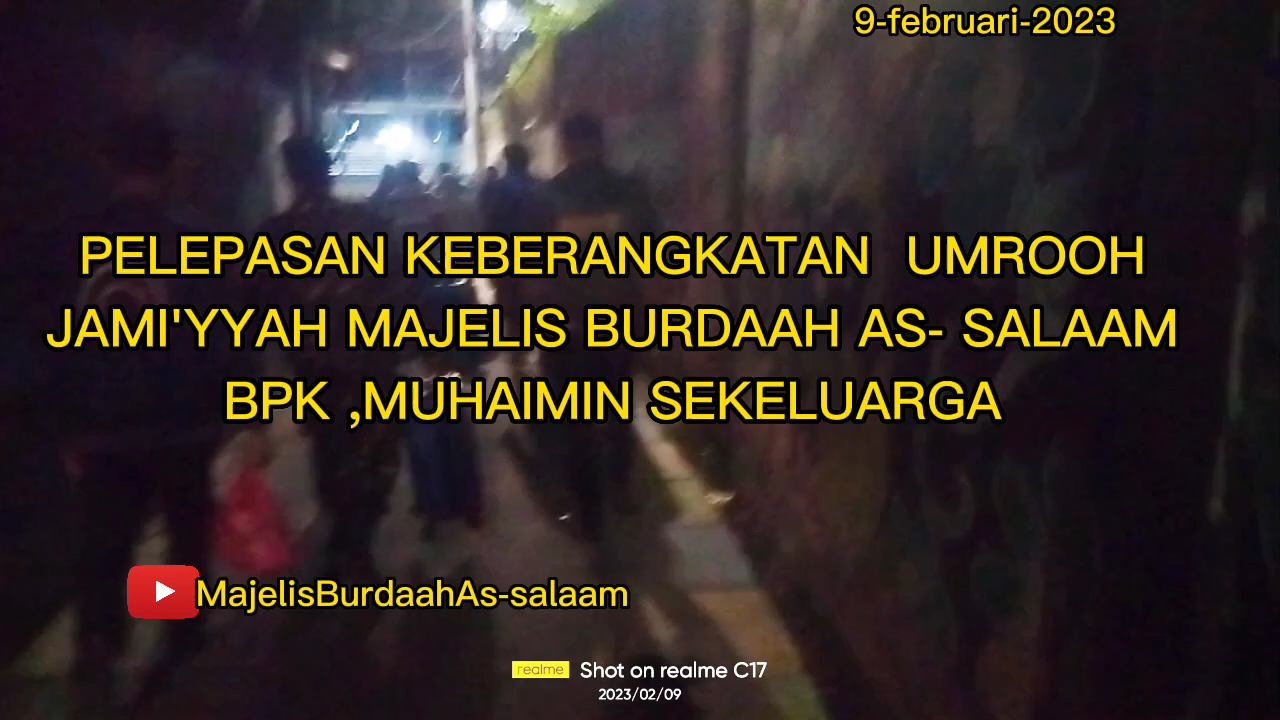 9-februari-2023
PELEPASAN KEBERANGKATAN UMROOH
JAMI'YYAH MAJELIS BURDAAH AS- SALAAM
BPK ,MUHAIMIN SEKELUARGA
MajelisBurdaahAs-salaam
realme Shot on realme C17
2023/02/09